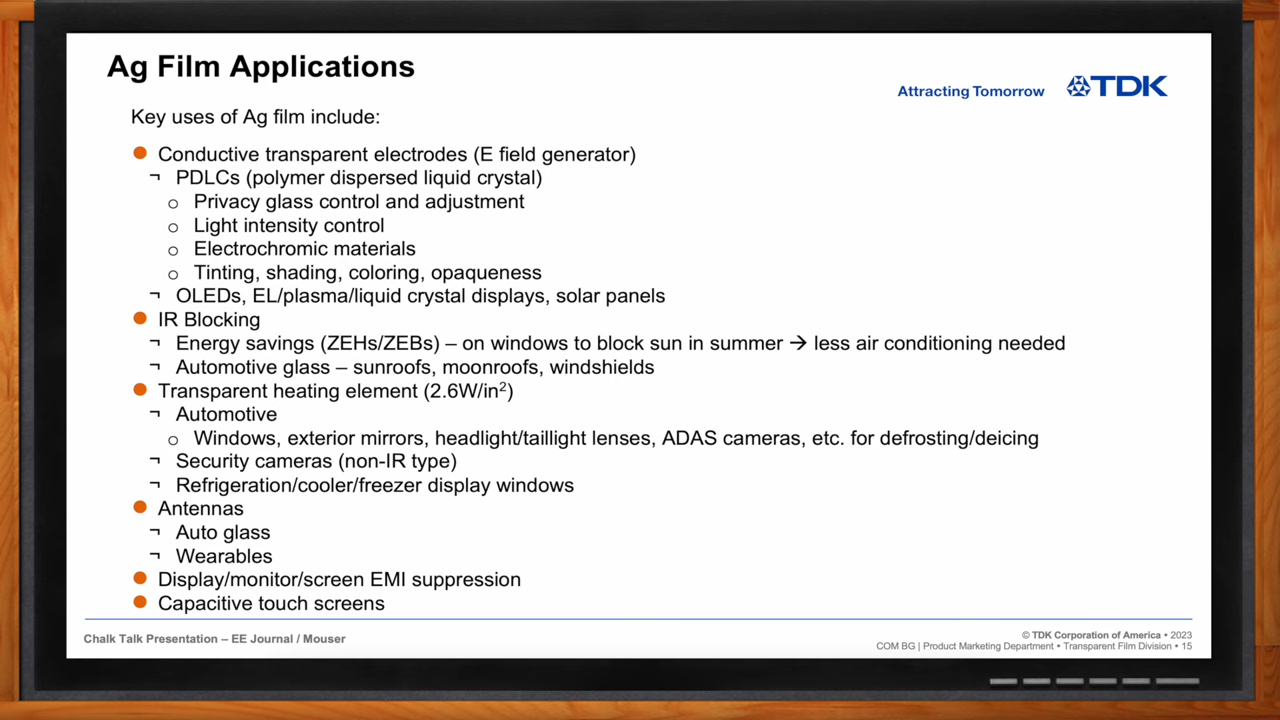 Ag Film Applications
Attracting Tomorrow TDK
Key uses of Ag film include:
Conductive transparent electrodes (E field generator)
¬ PDLCs (polymer dispersed liquid crystal)
o Privacy glass control and adjustment
o Light intensity control
o Electrochromic materials
o Tinting, shading, coloring, opaqueness
¬ OLEDs, EL/plasma/liquid crystal displays, solar panels
IR Blocking
¬ Energy savings (ZEHs/ZEBs) – on windows to block sun in summer → less air conditioning needed
¬ Automotive glass – sunroofs, moonroofs, windshields
Transparent heating element (2.6W/in²)
¬ Automotive
o Windows, exterior mirrors, headlight/taillight lenses, ADAS cameras, etc. for defrosting/deicing
¬ Security cameras (non-IR type)
¬ Refrigeration/cooler/freezer display windows
Antennas
¬ Auto glass
¬ Wearables
Display/monitor/screen EMI suppression
Capacitive touch screens
Chalk Talk Presentation – EE Journal / Mouser
© TDK Corporation of America • 2023
COM BG | Product Marketing Department • Transparent Film Division • 15